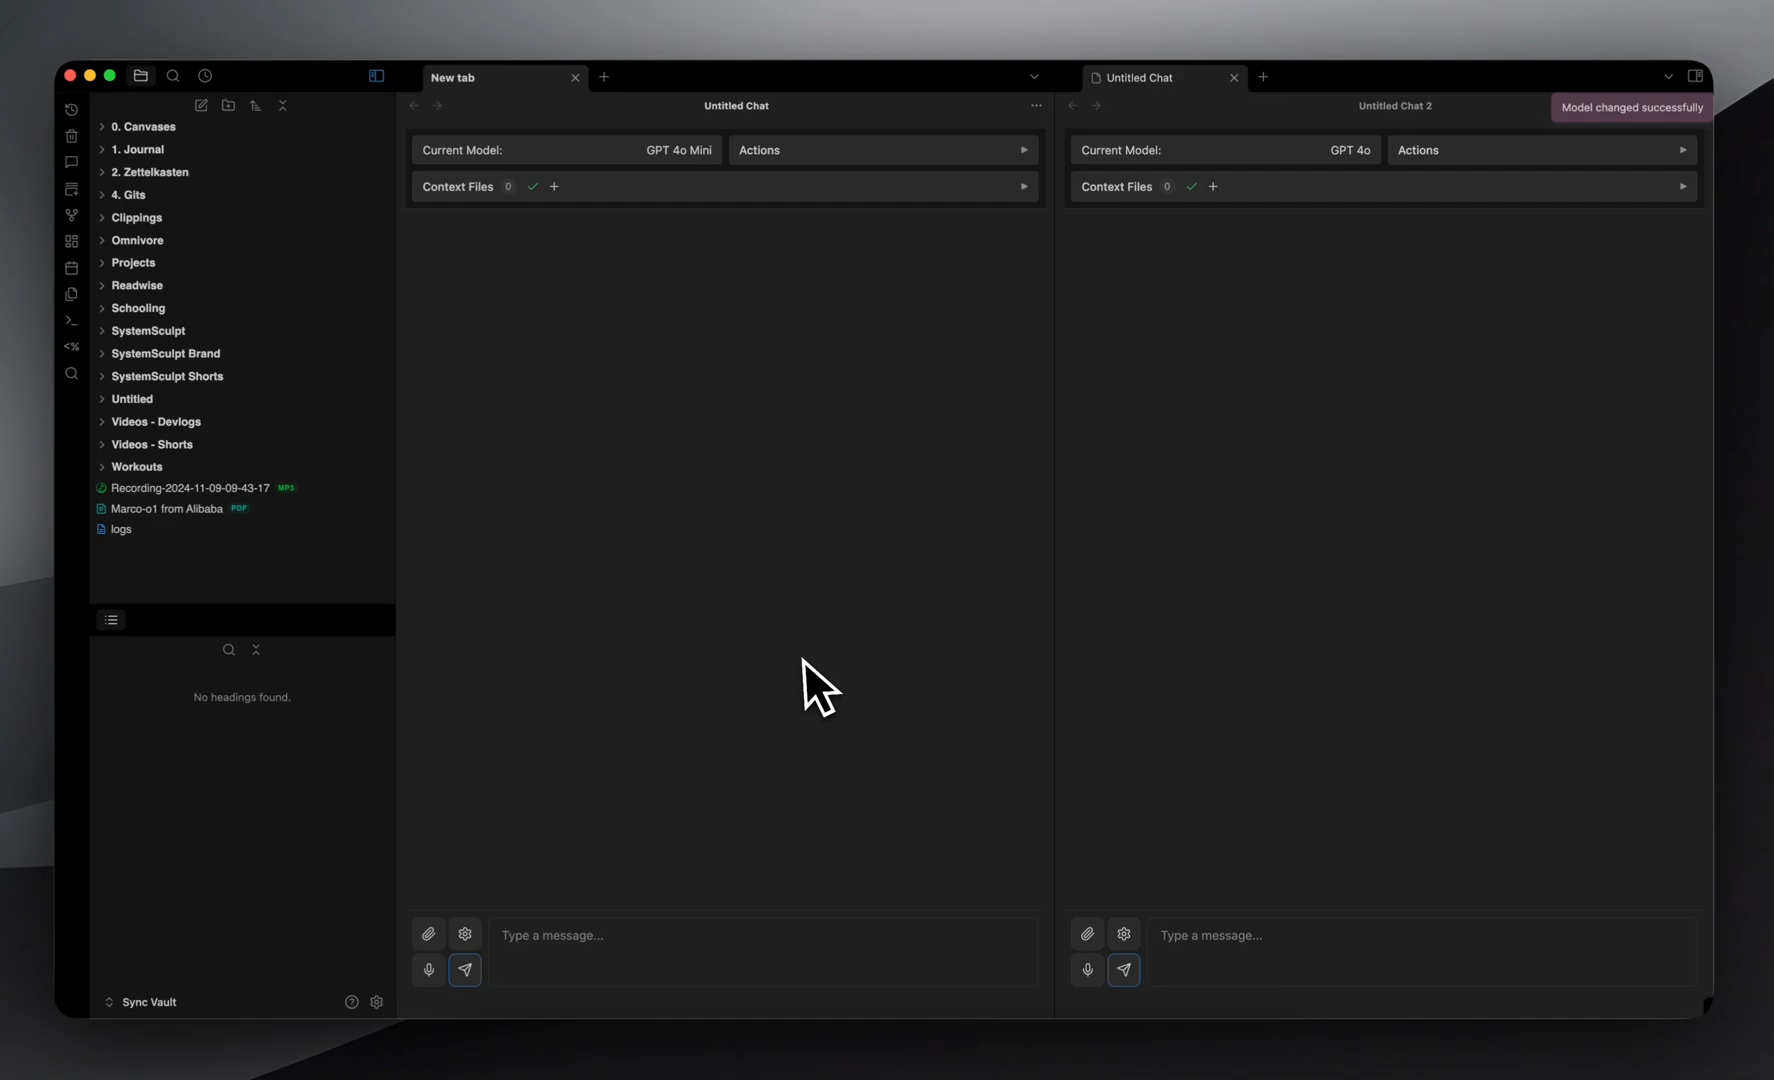 New tab
Untitled Chat
0. Canvases
1. Journal
2. Zettelkasten
4. Gits
Clippings
Omnivore
Projects
Readwise
Schooling
SystemSculpt
SystemSculpt Brand
SystemSculpt Shorts
Untitled
Videos - Devlogs
Videos - Shorts
Workouts
Recording-2024-11-09-09-43-17 MP3
Marco-o1 from Alibaba PDF
logs
<%
No headings found.
Sync Vault
Untitled Chat
Current Model: GPT 4o Mini
Actions
Context Files 0
Type a message...
Untitled Chat 2
Model changed successfully
Current Model: GPT 4o
Actions
Context Files 0
Type a message...